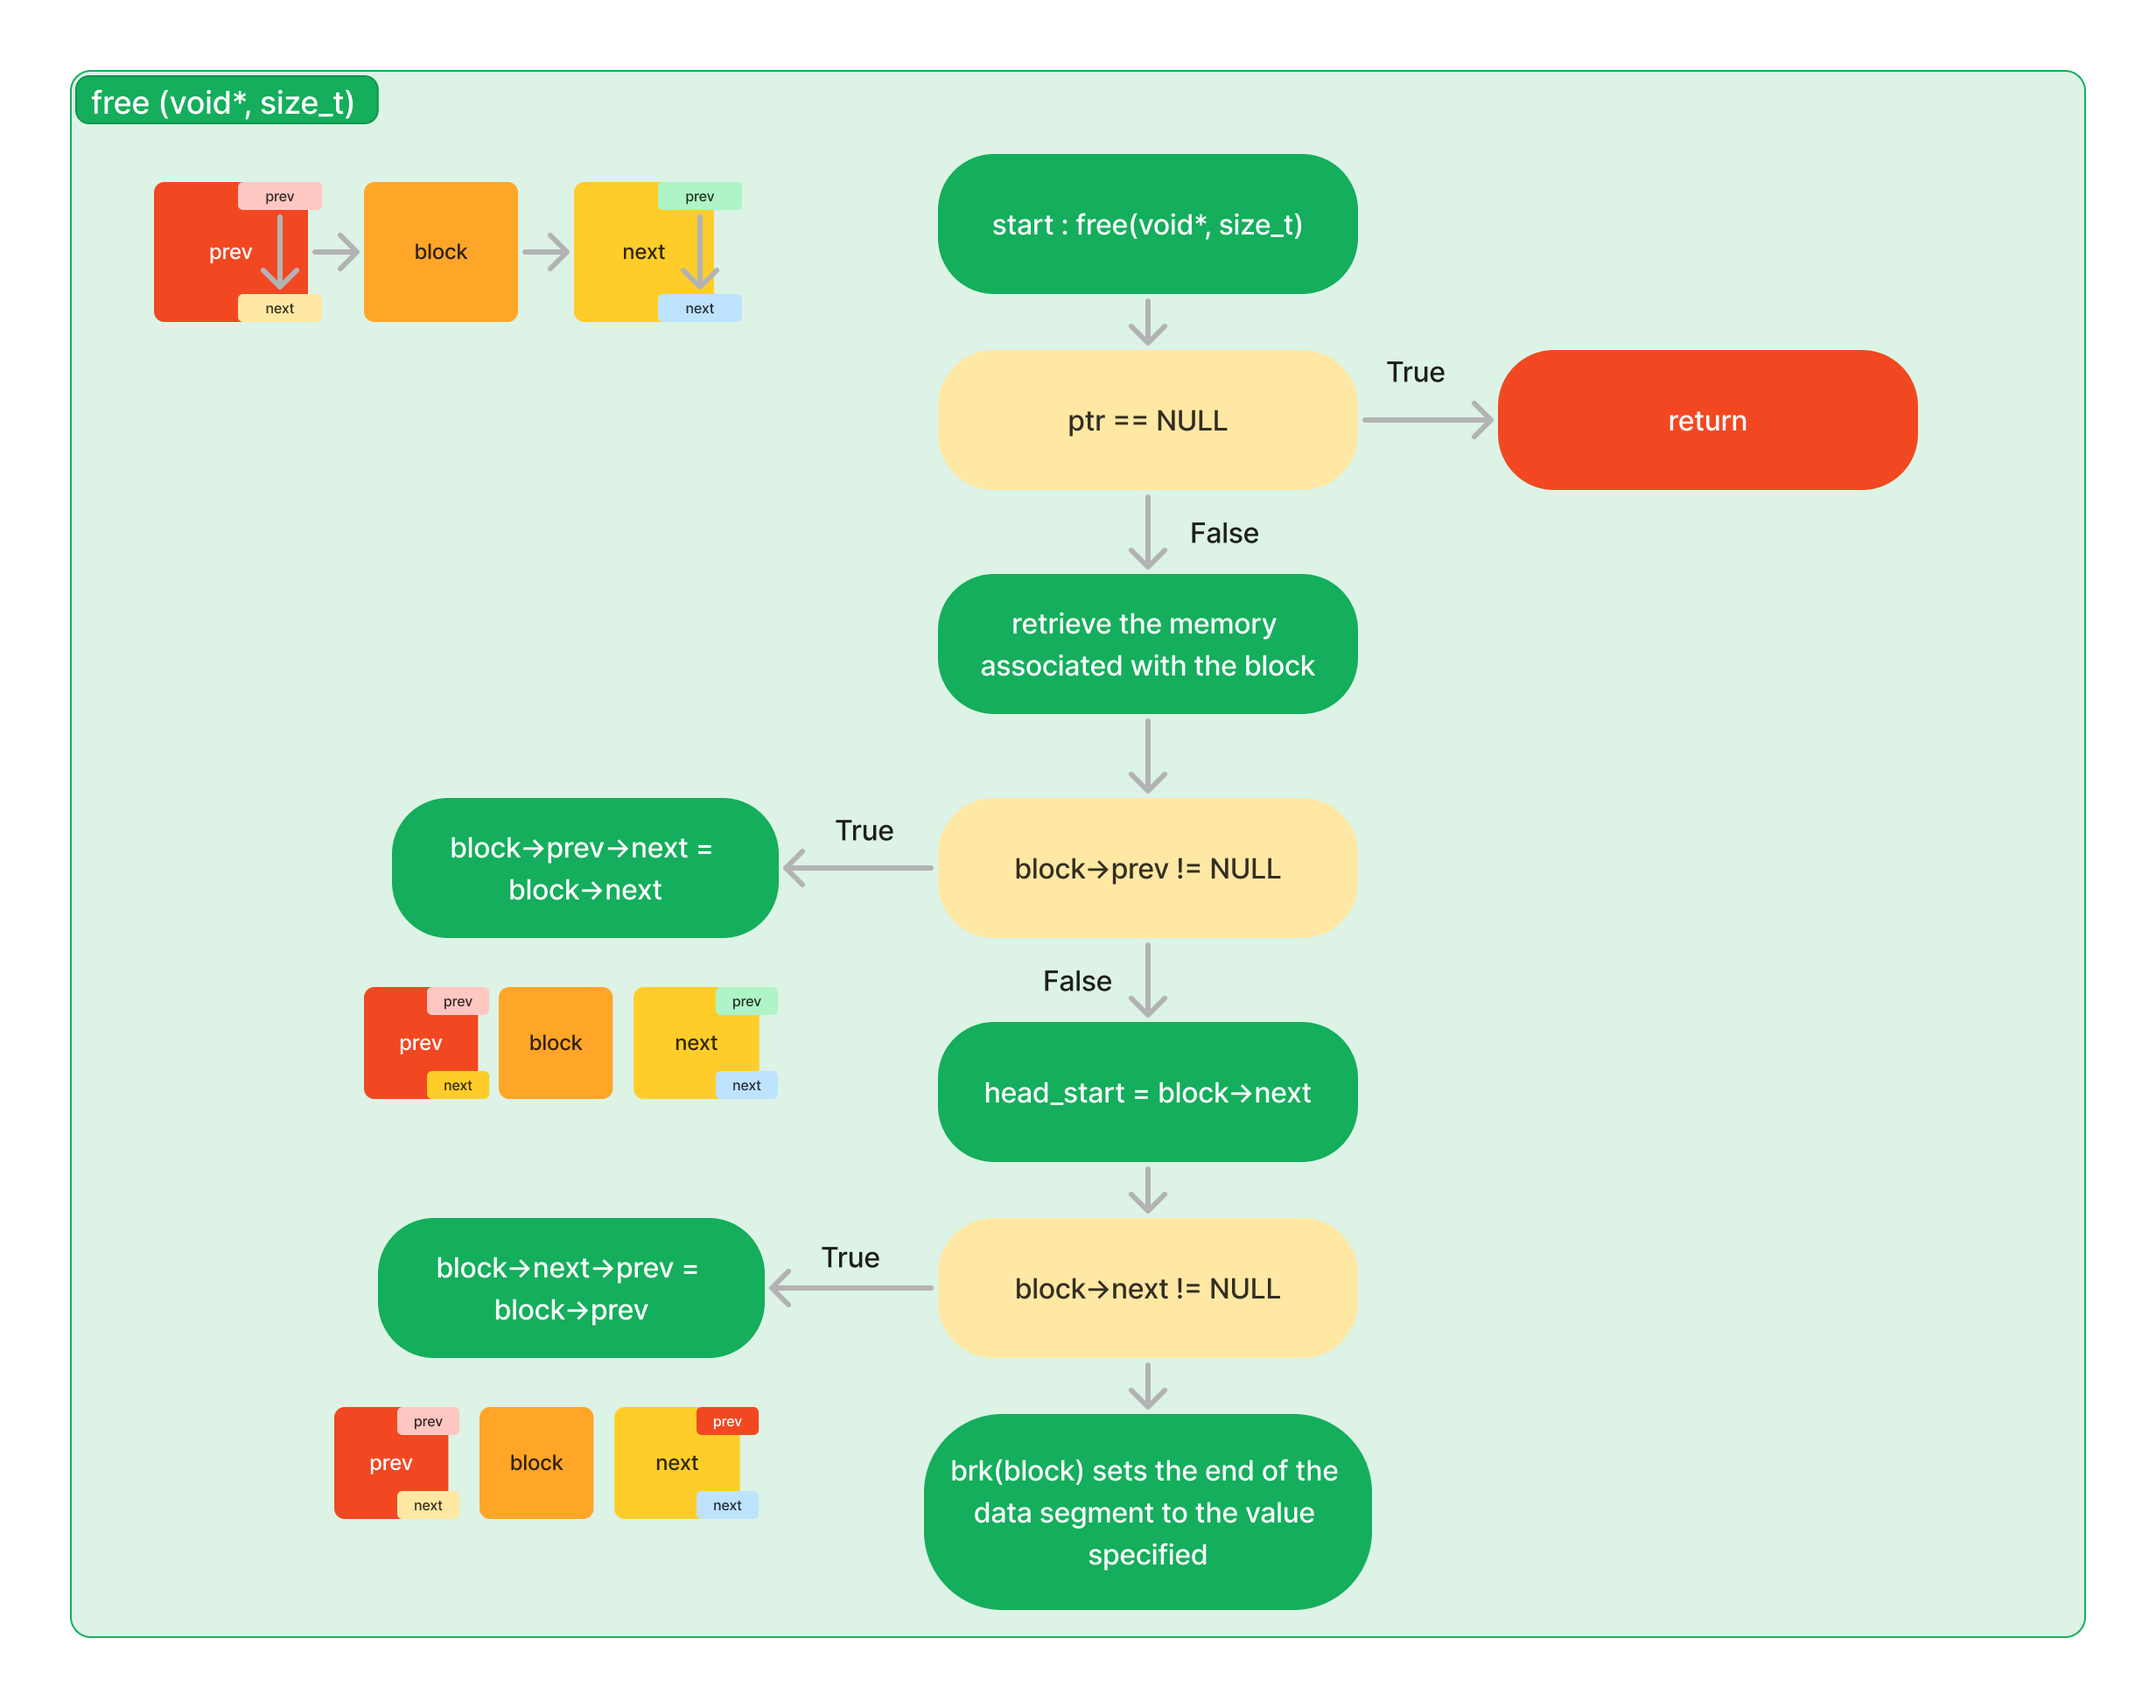 free (void*, size_t)
prev
prev
next
block
prev
next
next
start : free(void*, size_t)
ptr == NULL
True
return
False
retrieve the memory
associated with the block
block→prev != NULL
True
block→prev→next =
block→next
prev
prev
next
block
prev
next
next
False
head_start = block→next
block→next != NULL
True
block→next→prev =
block→prev
prev
prev
next
block
prev
next
next
brk(block) sets the end of the
data segment to the value
specified